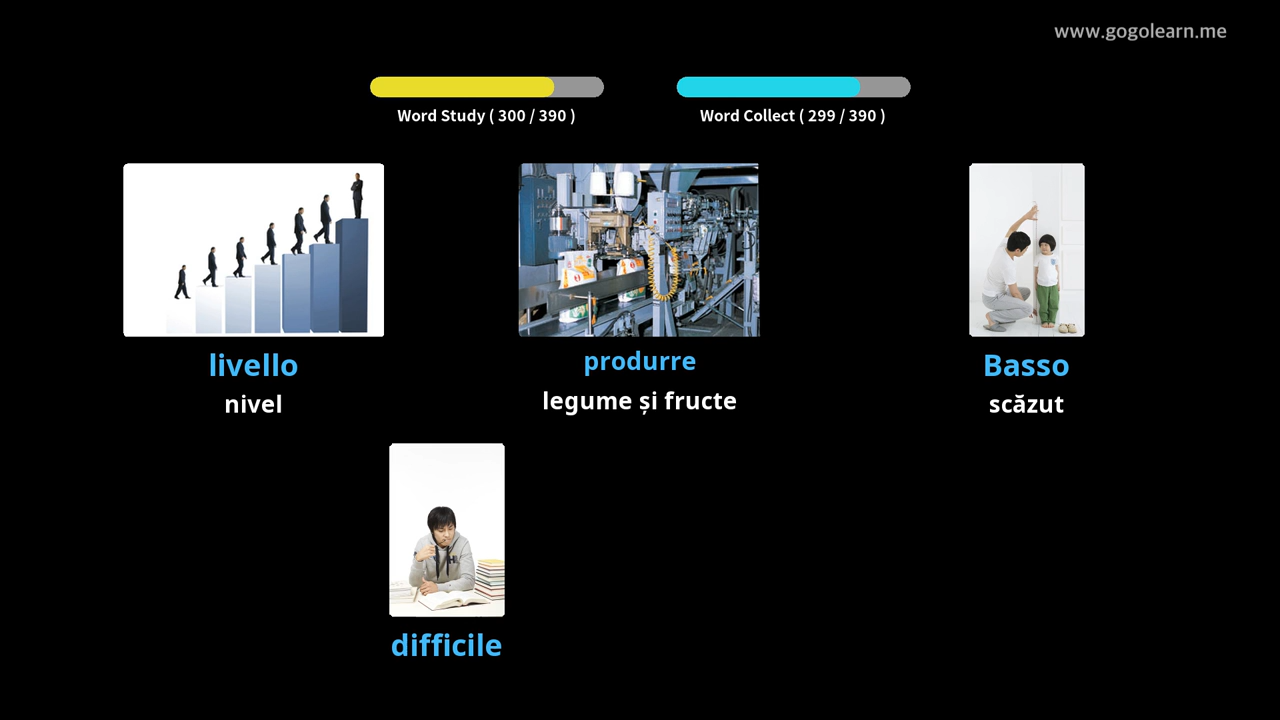 www.gogolearn.me
Word Study ( 300 / 390 )
Word Collect ( 299 / 390 )
livello
nivel
produrre
legume și fructe
Basso
scăzut
difficile